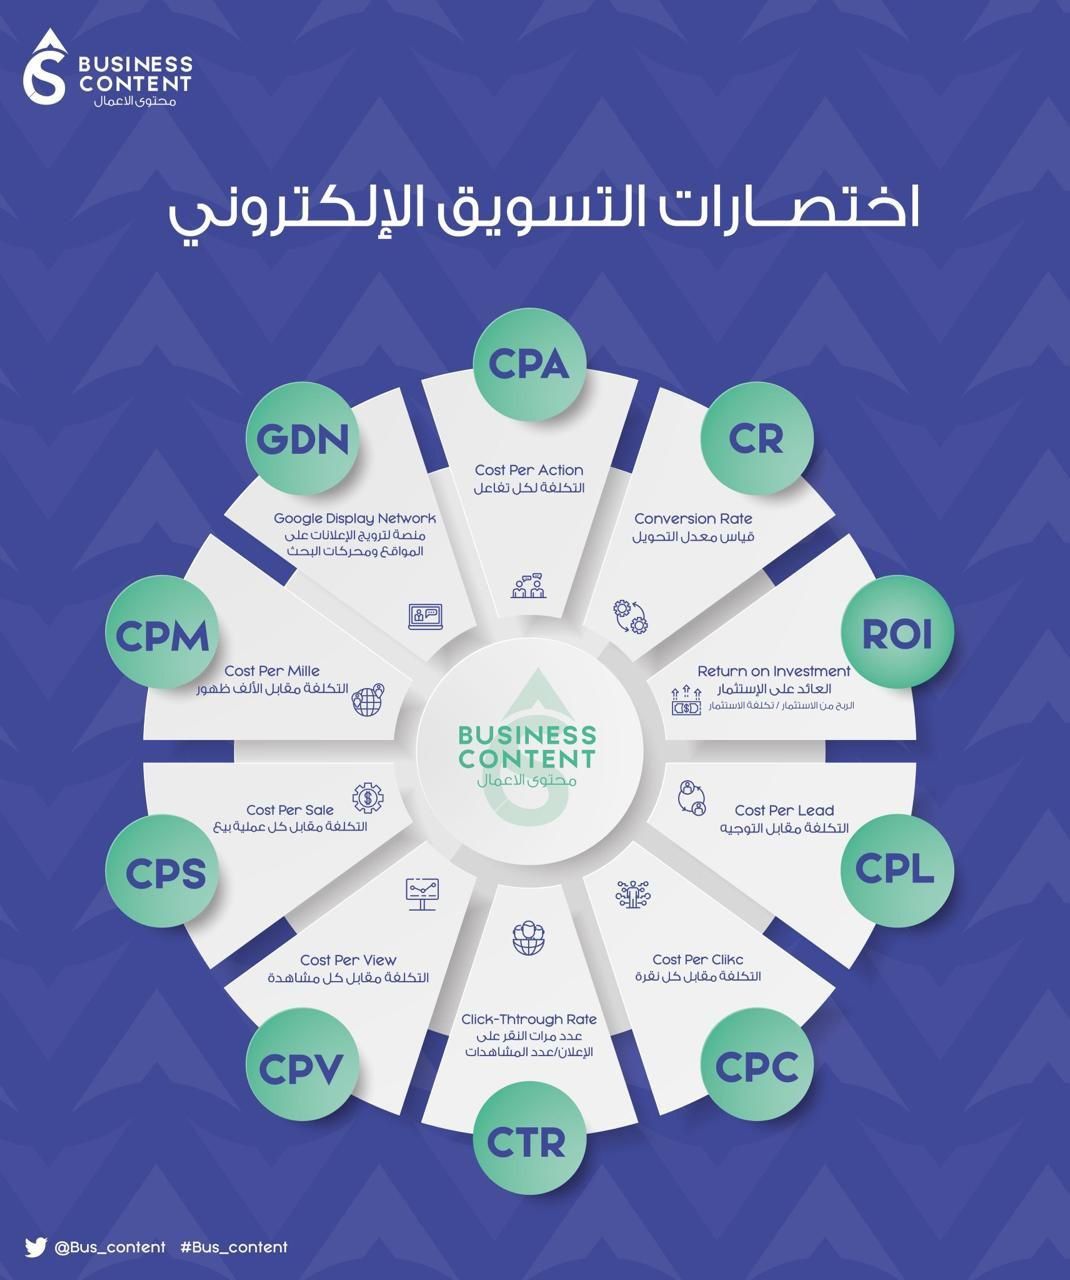 BUSINESS
CONTENT
محتوى الاعمال
اختصارات التسويق الإلكتروني
CPA
Cost Per Action
التكلفة لكل تفاعل
CR
Conversion Rate
قياس معدل التحويل
ROI
Return on Investment
العائد على الإستثمار
الربح من الاستثمار / تكلفة الاستثمار
CPL
Cost Per Lead
التكلفة مقابل التوجيه
CPC
Cost Per Clikc
التكلفة مقابل كل نقرة
CTR
Click-Thtrough Rate
عدد مرات النقر على
الإعلان/عدد المشاهدات
CPV
Cost Per View
التكلفة مقابل كل مشاهدة
CPS
Cost Per Sale
التكلفة مقابل كل عملية بيع
CPM
Cost Per Mille
التكلفة مقابل الألف ظهور
GDN
Google Display Network
منصة لترويج الإعلانات على
المواقع ومحركات البحث
BUSINESS
CONTENT
محتوى الاعمال
@Bus_content #Bus_content